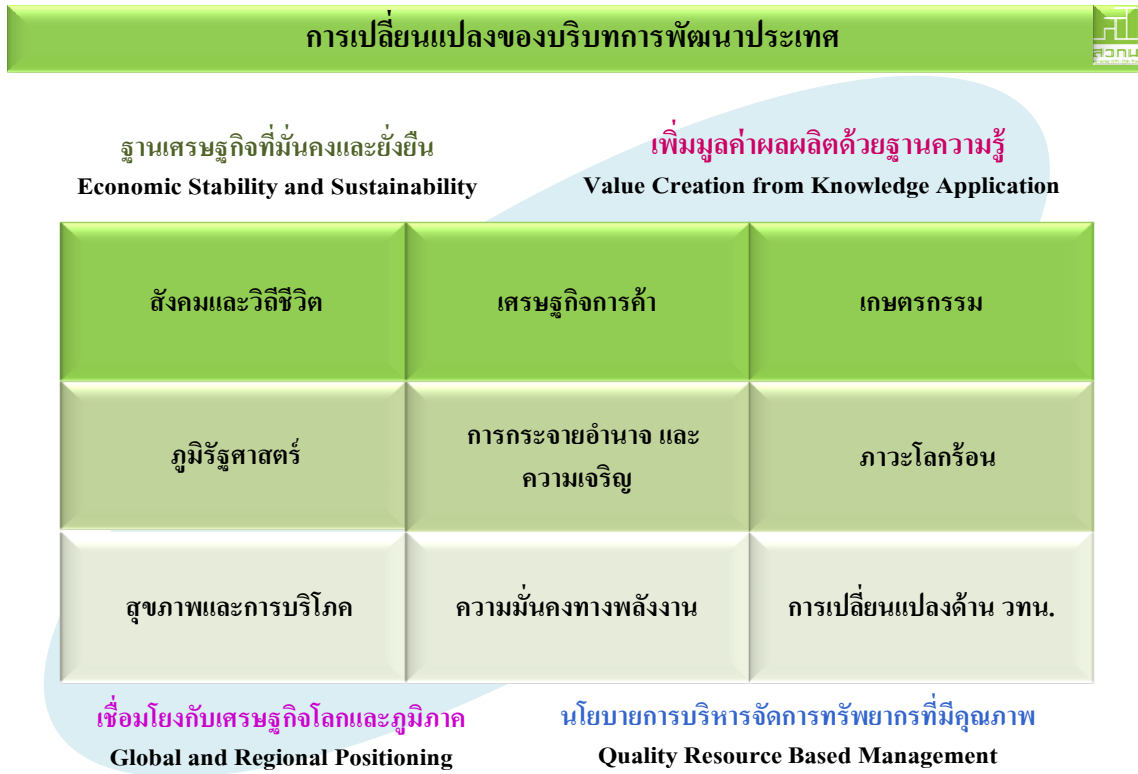 การเปลี่ยนแปลงของบริบทการพัฒนาประเทศ
สวทน
ฐานเศรษฐกิจที่มั่นคงและยั่งยืน
Economic Stability and Sustainability
เพิ่มมูลค่าผลผลิตด้วยฐานความรู้
Value Creation from Knowledge Application
สังคมและวิถีชีวิต
เศรษฐกิจการค้า
เกษตรกรรม
ภูมิรัฐศาสตร์
การกระจายอำนาจ และ
ความเจริญ
ภาวะโลกร้อน
สุขภาพและการบริโภค
ความมั่นคงทางพลังงาน
การเปลี่ยนแปลงด้าน วทน.
เชื่อมโยงกับเศรษฐกิจโลกและภูมิภาค
Global and Regional Positioning
นโยบายการบริหารจัดการทรัพยากรที่มีคุณภาพ
Quality Resource Based Management